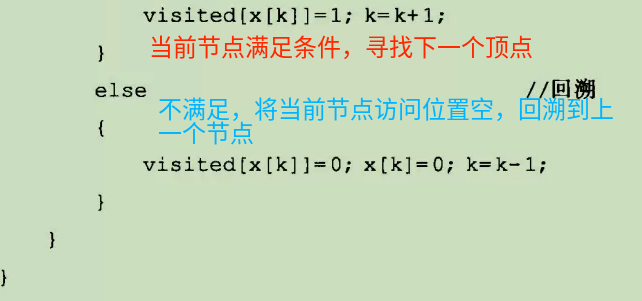 visited[x[k]]=1; k=k+1;
} 当前节点满足条件，寻找下一个顶点
else //回溯
不满足，将当前节点访问位置空，回溯到上
{ 一个节点
visited[x[k]]=0; x[k]=0; k=k-1;
}
}
}